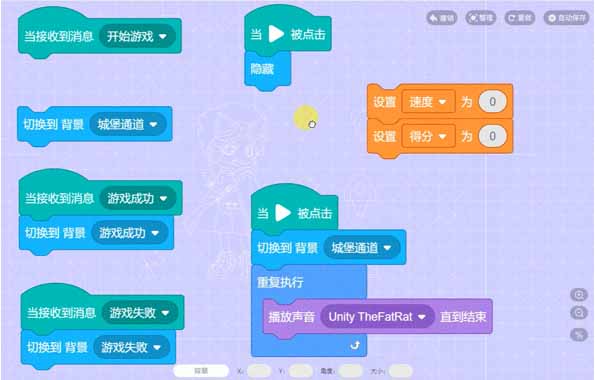 当接收到消息 开始游戏
当 被点击
隐藏
撤销 整理 重做 自动保存
设置 速度 为 0
设置 得分 为 0
切换到 背景 城堡通道
当接收到消息 游戏成功
切换到 背景 游戏成功
当 被点击
切换到 背景 城堡通道
重复执行
播放声音 Unity TheFatRat 直到结束
当接收到消息 游戏失败
切换到 背景 游戏失败
背景 X: Y: 角度: 大小: